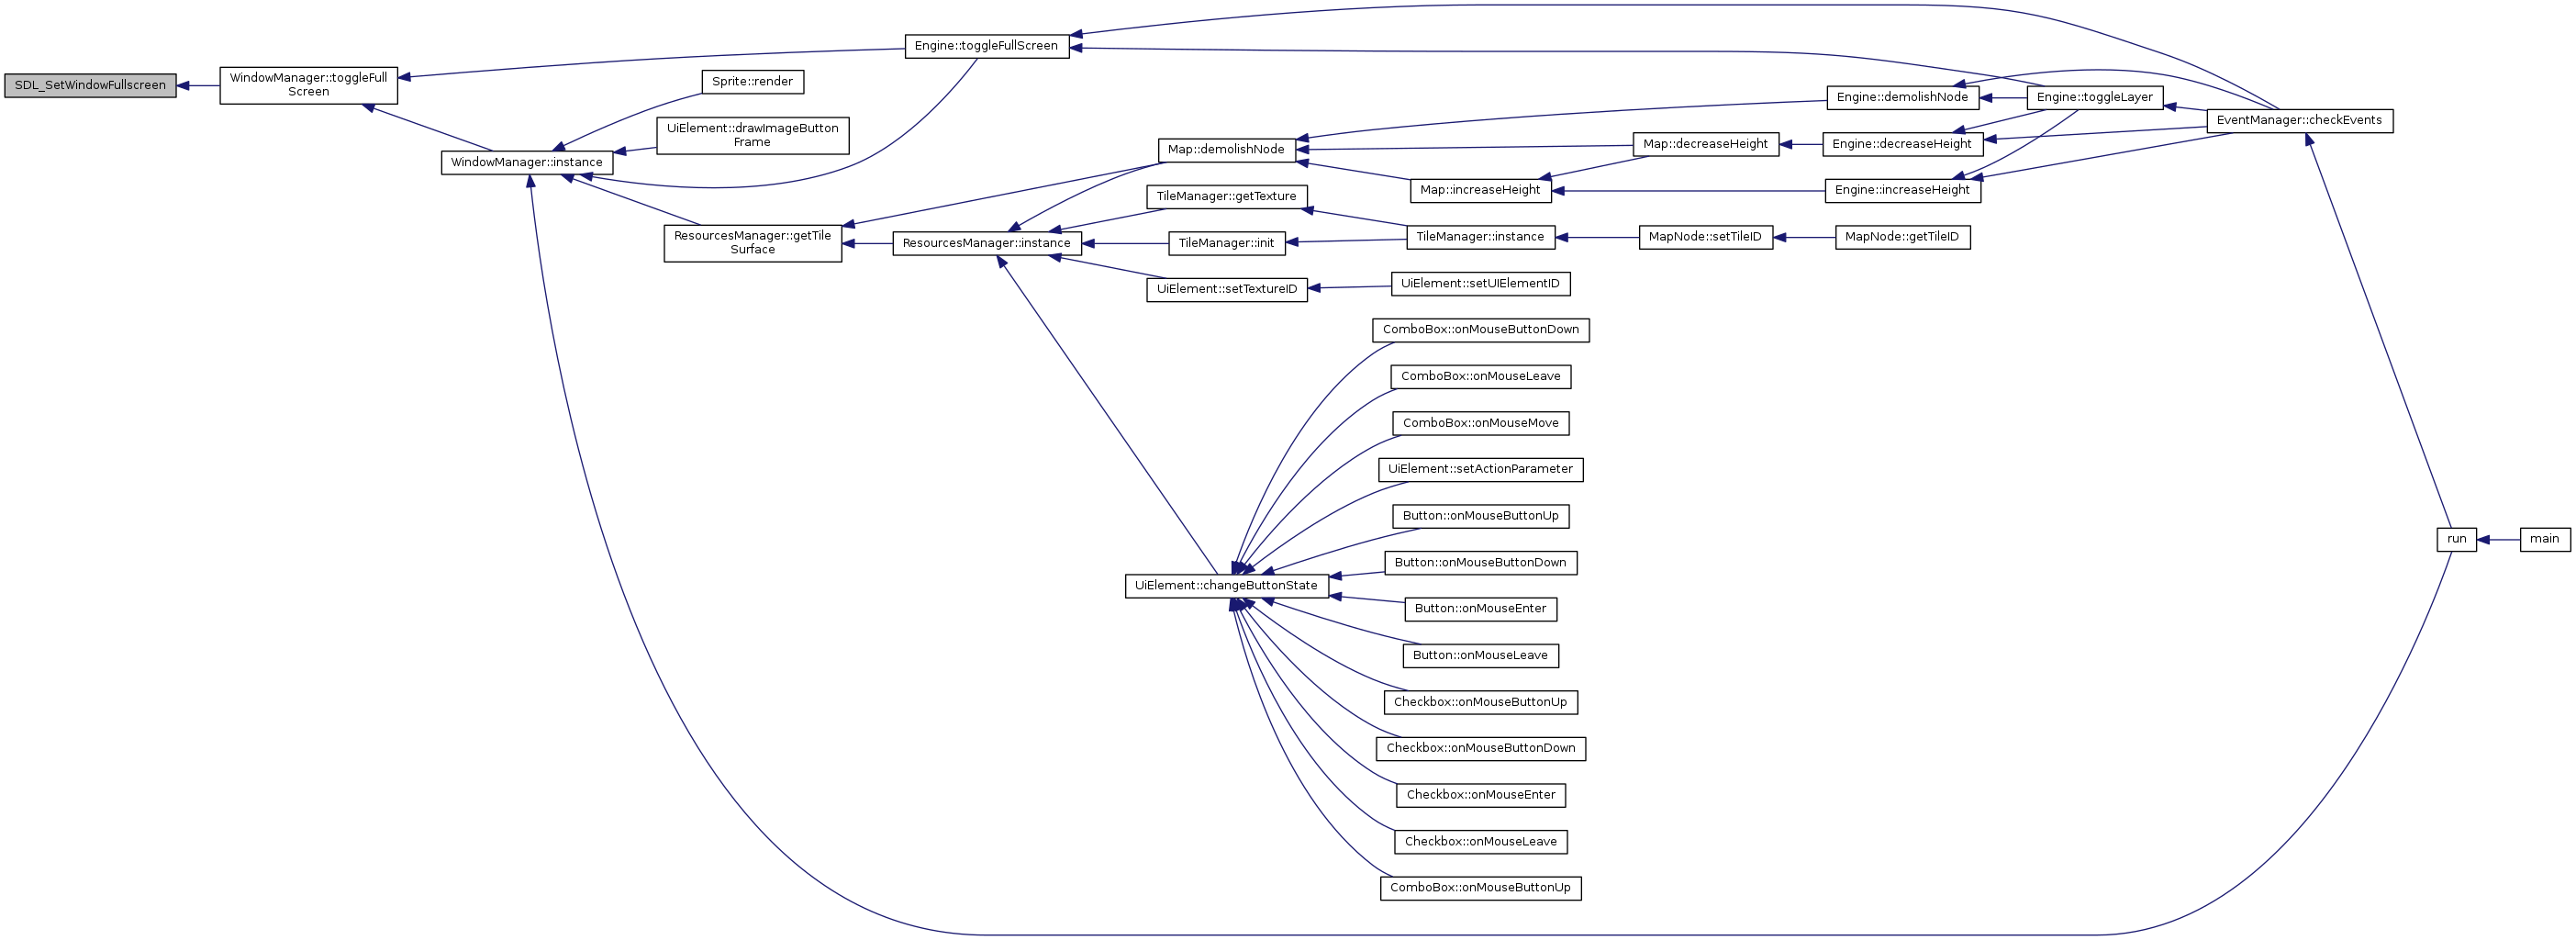 SDL_SetWindowFullscreen
WindowManager::toggleFull
Screen
Engine::toggleFullScreen
Sprite::render
UiElement::drawImageButton
Frame
WindowManager::instance
ResourcesManager::getTile
Surface
ResourcesManager::instance
Map::demolishNode
TileManager::getTexture
TileManager::init
UiElement::setTextureID
Map::decreaseHeight
Map::increaseHeight
TileManager::instance
UiElement::setUIElementID
MapNode::setTileID
MapNode::getTileID
Engine::demolishNode
Engine::decreaseHeight
Engine::increaseHeight
Engine::toggleLayer
EventManager::checkEvents
run
main
UiElement::changeButtonState
ComboBox::onMouseButtonDown
ComboBox::onMouseLeave
ComboBox::onMouseMove
UiElement::setActionParameter
Button::onMouseButtonUp
Button::onMouseButtonDown
Button::onMouseEnter
Button::onMouseLeave
Checkbox::onMouseButtonUp
Checkbox::onMouseButtonDown
Checkbox::onMouseEnter
Checkbox::onMouseLeave
ComboBox::onMouseButtonUp